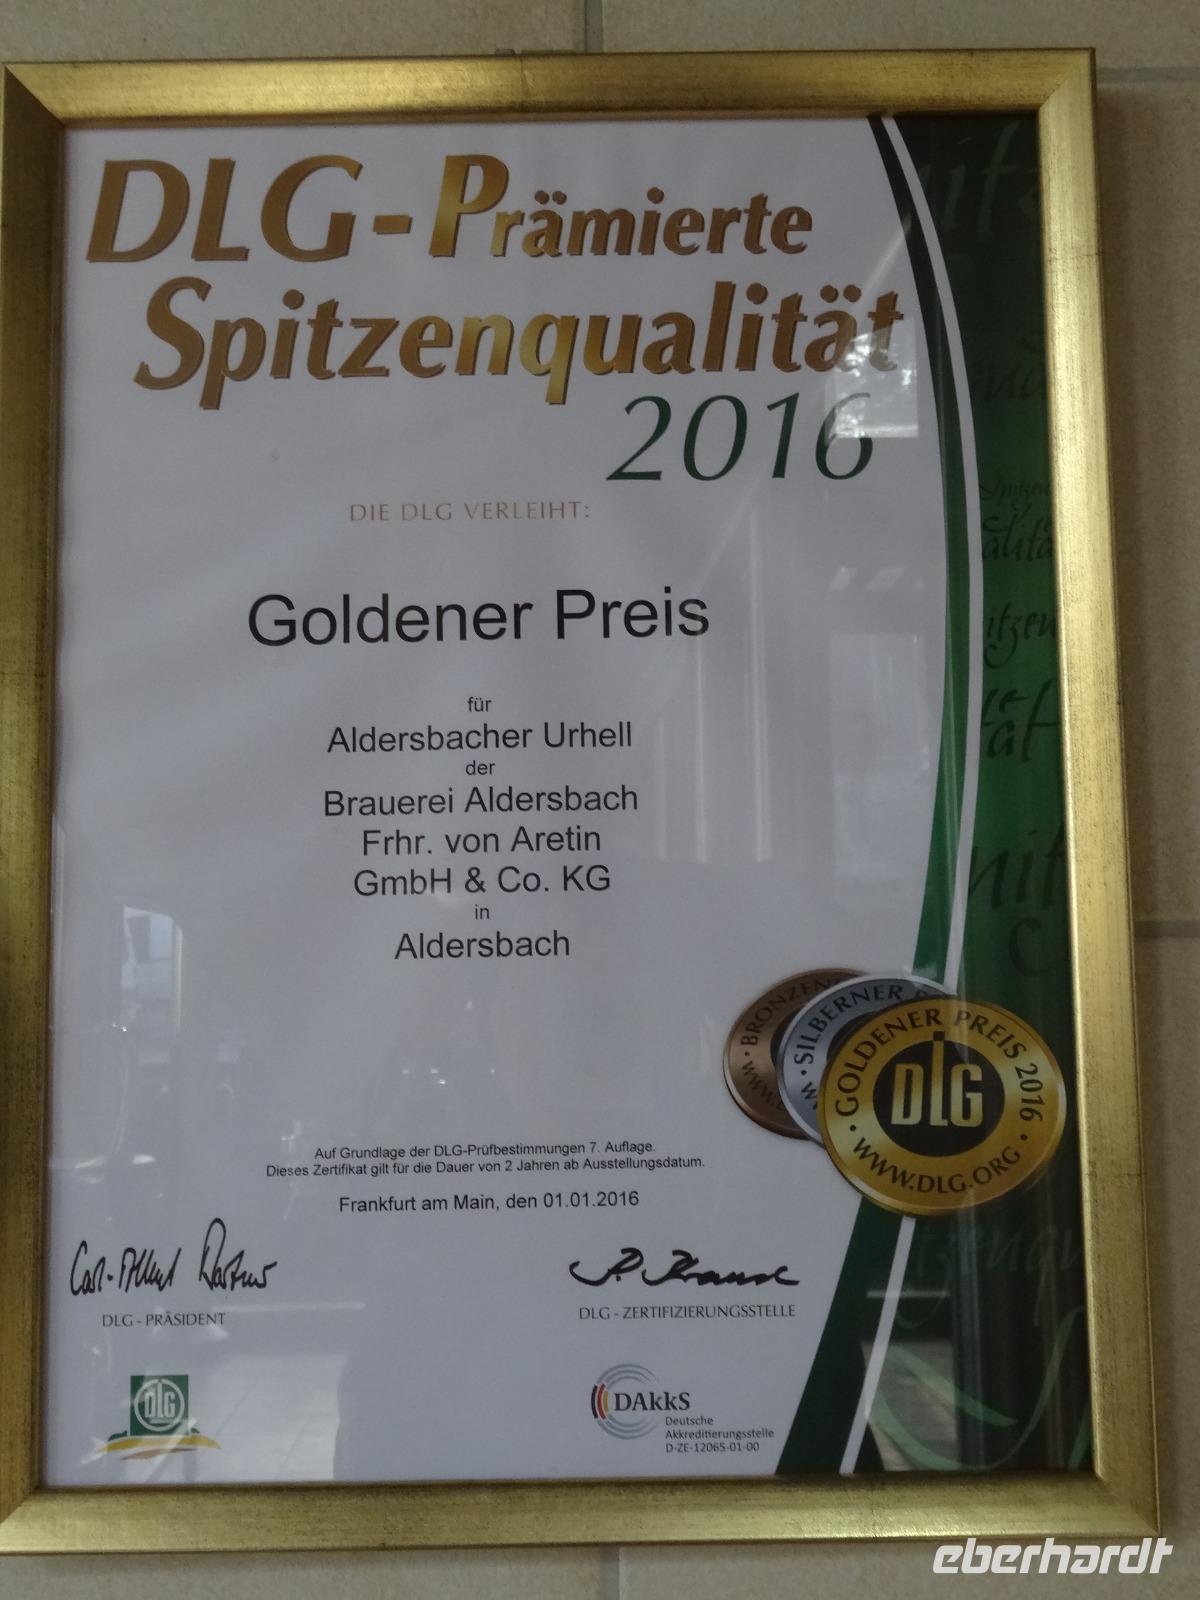 DLG-Prämierte
Spitzenqualität
2016
DIE DLG VERLEIHT:
Goldener Preis
für
Aldersbacher Urhell
der
Brauerei Aldersbach
Frhr. von Aretin
GmbH & Co. KG
in
Aldersbach
BRONZEN
SILBERNER
GOLDENER PREIS 2016
DLG
WWW.DLG.ORG
Auf Grundlage der DLG-Prüfbestimmungen 7. Auflage.
Dieses Zertifikat gilt für die Dauer von 2 Jahren ab Ausstellungsdatum.
Frankfurt am Main, den 01.01.2016
DLG - PRÄSIDENT
DLG - ZERTIFIZIERUNGSSTELLE
DLG
DAkkS
Deutsche
Akkreditierungsstelle
D-ZE-12065-01-00
eberhardt